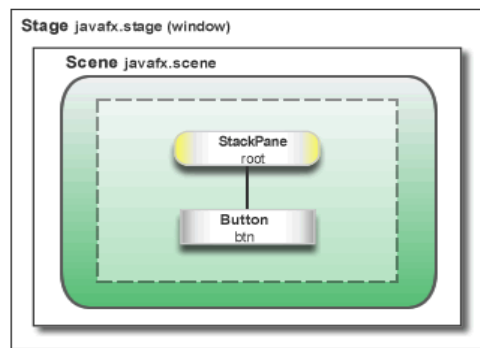 Stage javafx.stage (window)
Scene javafx.scene
StackPane
root
Button
btn